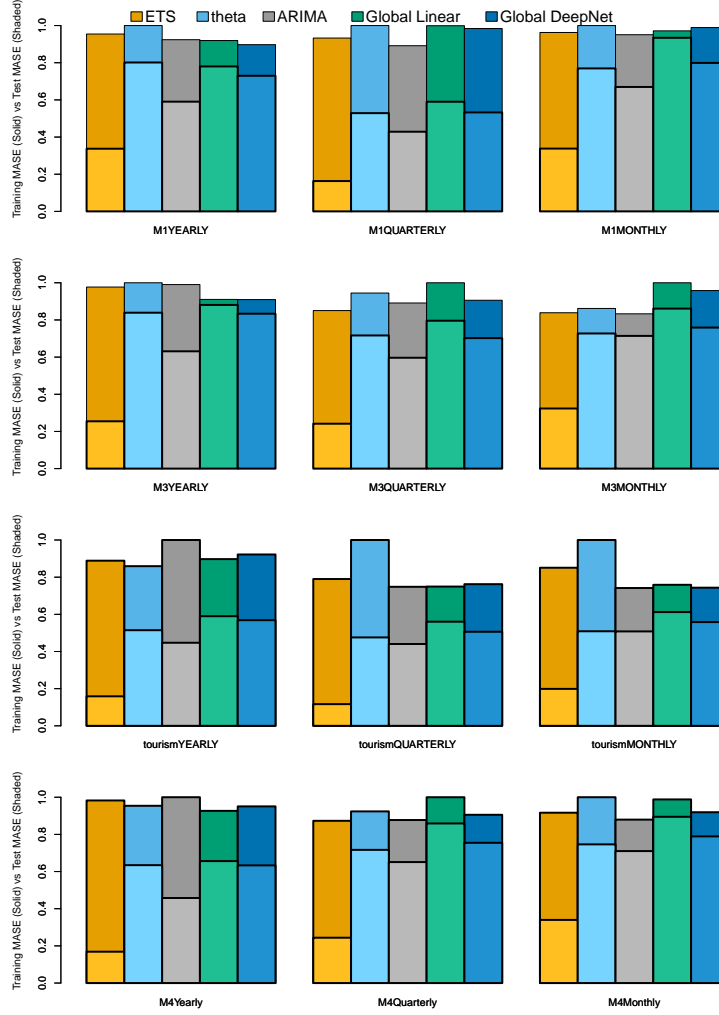 ETS theta ARIMA Global Linear Global DeepNet
Training MASE (Solid) vs Test MASE (Shaded)
1.0
0.8
0.6
0.4
0.2
0.0
M1YEARLY M1QUARTERLY M1MONTHLY
Training MASE (Solid) vs Test MASE (Shaded)
1.0
0.8
0.6
0.4
0.2
0.0
M3YEARLY M3QUARTERLY M3MONTHLY
Training MASE (Solid) vs Test MASE (Shaded)
1.0
0.8
0.6
0.4
0.2
0.0
tourismYEARLY tourismQUARTERLY tourismMONTHLY
Training MASE (Solid) vs Test MASE (Shaded)
1.0
0.8
0.6
0.4
0.2
0.0
M4Yearly M4Quarterly M4Monthly